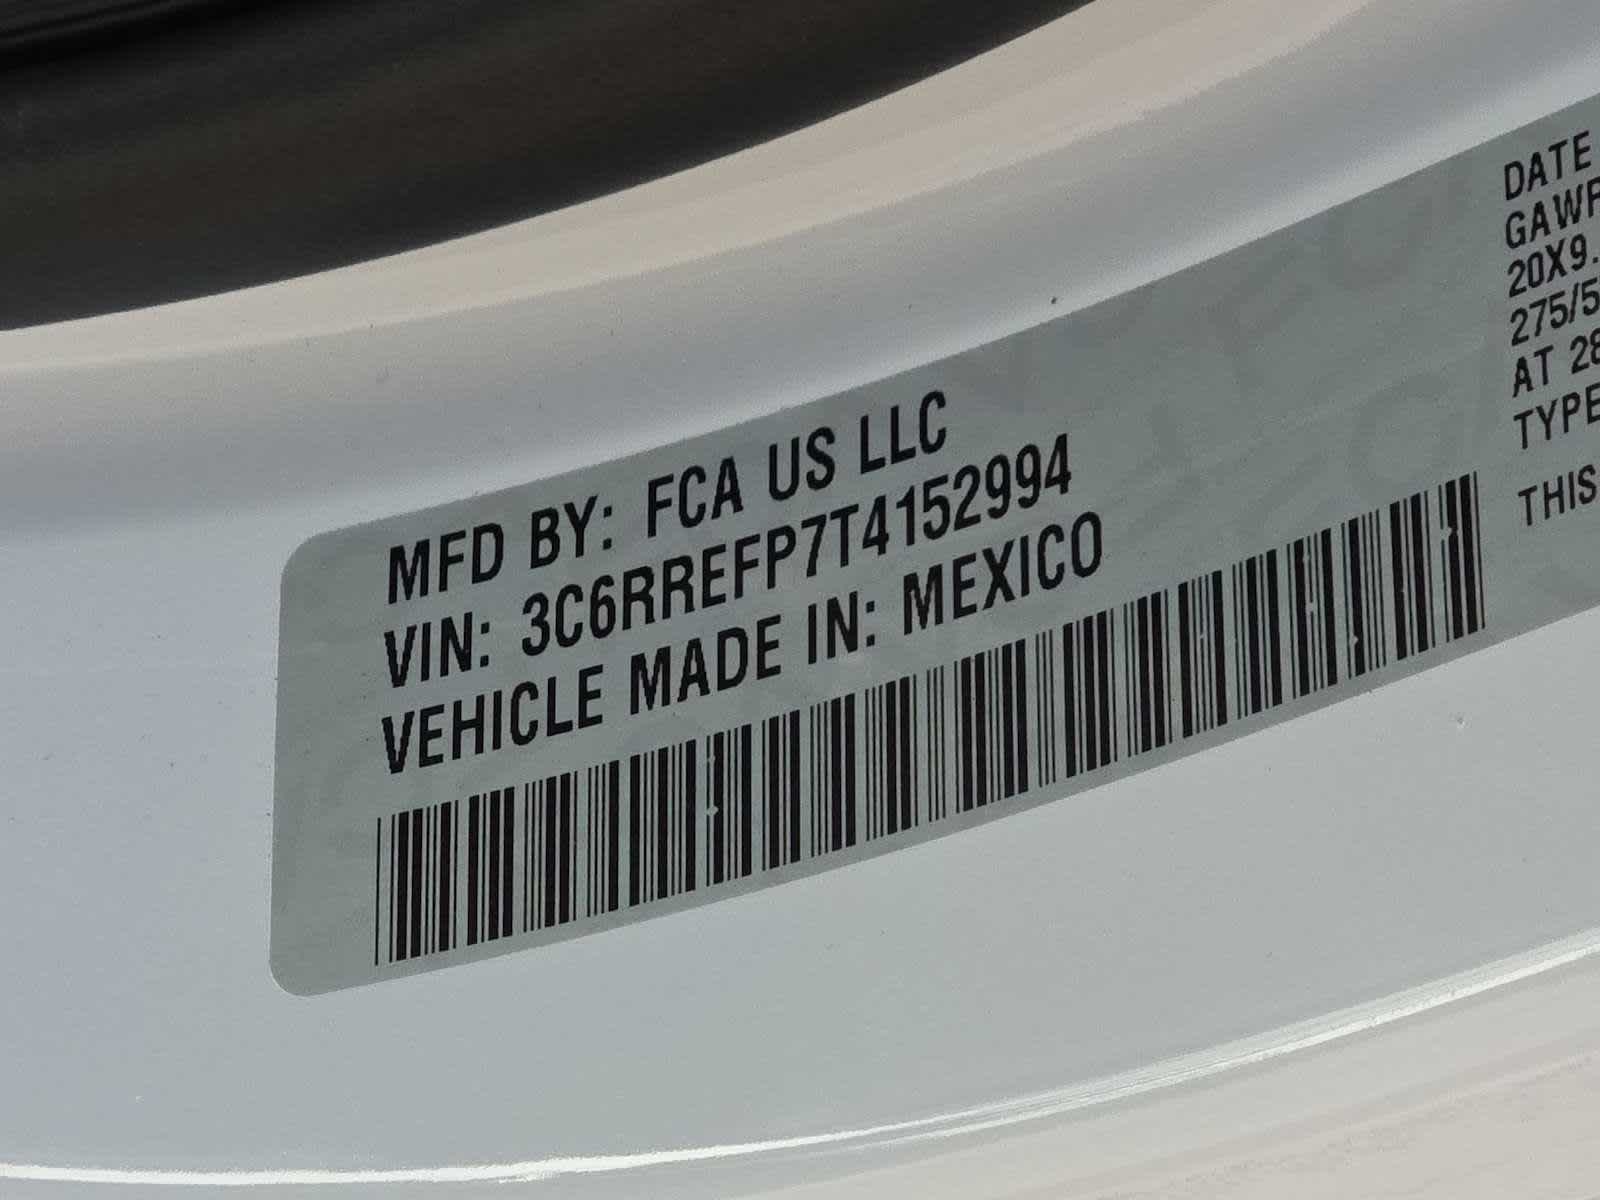 MFD BY: FCA US LLC
VIN: 3C6RREFP7T4152994
VEHICLE MADE IN: MEXICO
DATE
GAWR
20X9.
275/5
AT 28
TYPE
THIS